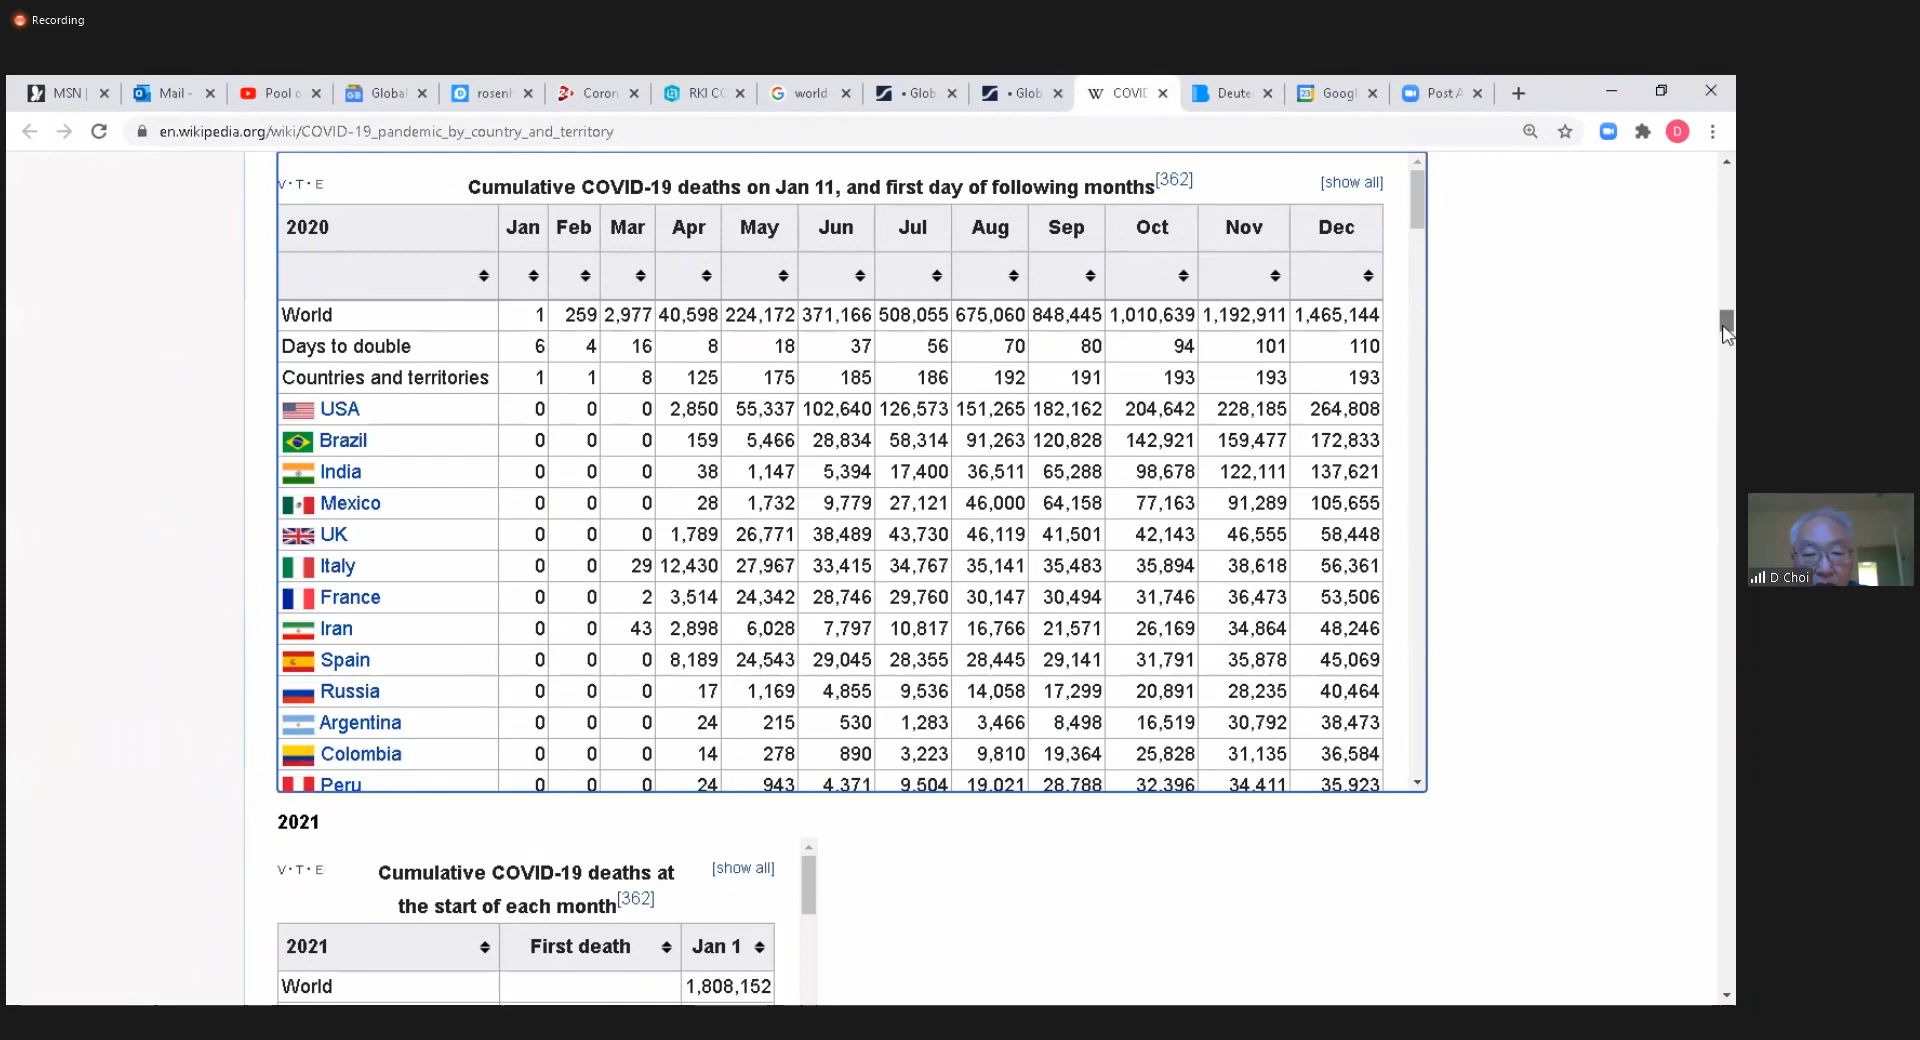 Recording
MSN
Mail -
Pool o
Global
rosenl
Coron
RKI CC
world
• Glob
• Glob
COVID
Deute
Googl
Post A
en.wikipedia.org/wiki/COVID-19_pandemic_by_country_and_territory
D
V·T·E Cumulative COVID-19 deaths on Jan 11, and first day of following months[362] [show all]
2020 Jan Feb Mar Apr May Jun Jul Aug Sep Oct Nov Dec
World 1 259 2,977 40,598 224,172 371,166 508,055 675,060 848,445 1,010,639 1,192,911 1,465,144
Days to double 6 4 16 8 18 37 56 70 80 94 101 110
Countries and territories 1 1 8 125 175 185 186 192 191 193 193 193
USA 0 0 0 2,850 55,337 102,640 126,573 151,265 182,162 204,642 228,185 264,808
Brazil 0 0 0 159 5,466 28,834 58,314 91,263 120,828 142,921 159,477 172,833
India 0 0 0 38 1,147 5,394 17,400 36,511 65,288 98,678 122,111 137,621
Mexico 0 0 0 28 1,732 9,779 27,121 46,000 64,158 77,163 91,289 105,655
UK 0 0 0 1,789 26,771 38,489 43,730 46,119 41,501 42,143 46,555 58,448
Italy 0 0 29 12,430 27,967 33,415 34,767 35,141 35,483 35,894 38,618 56,361
France 0 0 2 3,514 24,342 28,746 29,760 30,147 30,494 31,746 36,473 53,506
Iran 0 0 43 2,898 6,028 7,797 10,817 16,766 21,571 26,169 34,864 48,246
Spain 0 0 0 8,189 24,543 29,045 28,355 28,445 29,141 31,791 35,878 45,069
Russia 0 0 0 17 1,169 4,855 9,536 14,058 17,299 20,891 28,235 40,464
Argentina 0 0 0 24 215 530 1,283 3,466 8,498 16,519 30,792 38,473
Colombia 0 0 0 14 278 890 3,223 9,810 19,364 25,828 31,135 36,584
Peru 0 0 0 24 943 4,371 9,504 19,021 28,788 32,396 34,411 35,923
D Choi
2021
V·T·E Cumulative COVID-19 deaths at [show all]
the start of each month[362]
2021 First death Jan 1
World 1,808,152